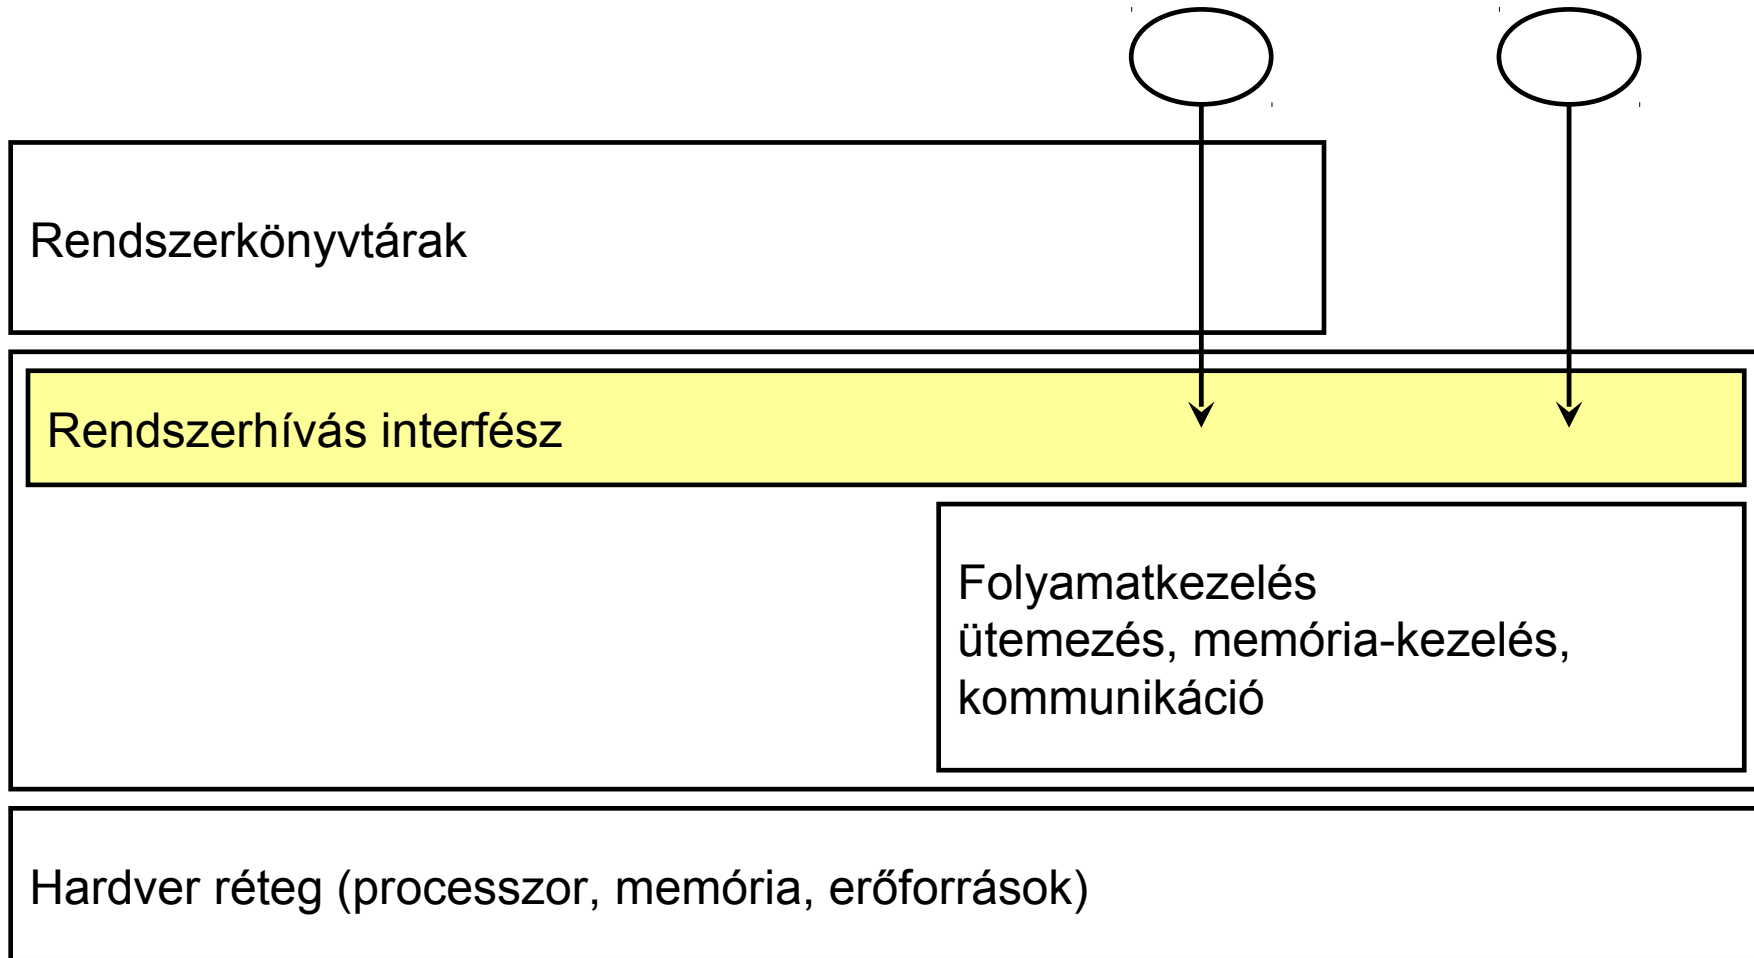 Rendszerkönyvtárak
Rendszerhívás interfész
Folyamatkezelés
ütemezés, memória-kezelés,
kommunikáció
Hardver réteg (processzor, memória, erőforrások)